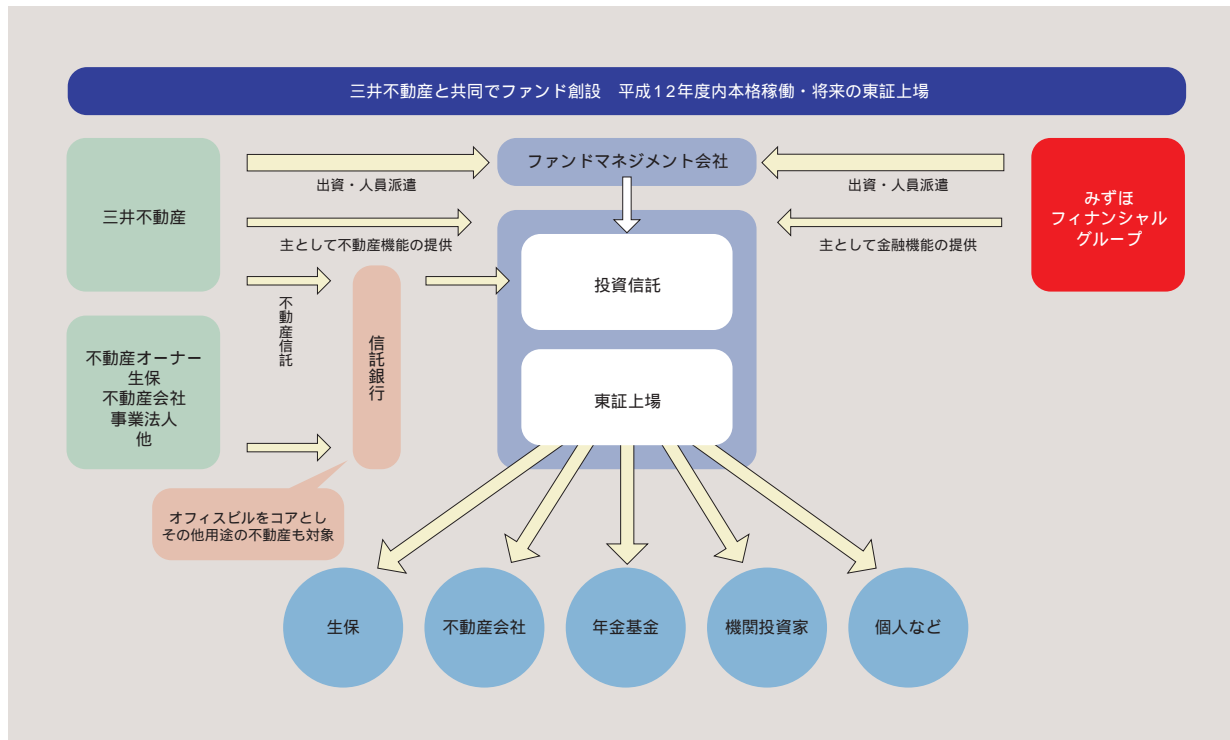 三井不動産と共同でファンド創設　平成12年度内本格稼働・将来の東証上場
三井不動産
出資・人員派遣
ファンドマネジメント会社
出資・人員派遣
みずほ
フィナンシャル
グループ
主として不動産機能の提供
主として金融機能の提供
不動産信託
信託銀行
投資信託
不動産オーナー
生保
不動産会社
事業法人
他
東証上場
オフィスビルをコアとし
その他用途の不動産も対象
生保
不動産会社
年金基金
機関投資家
個人など